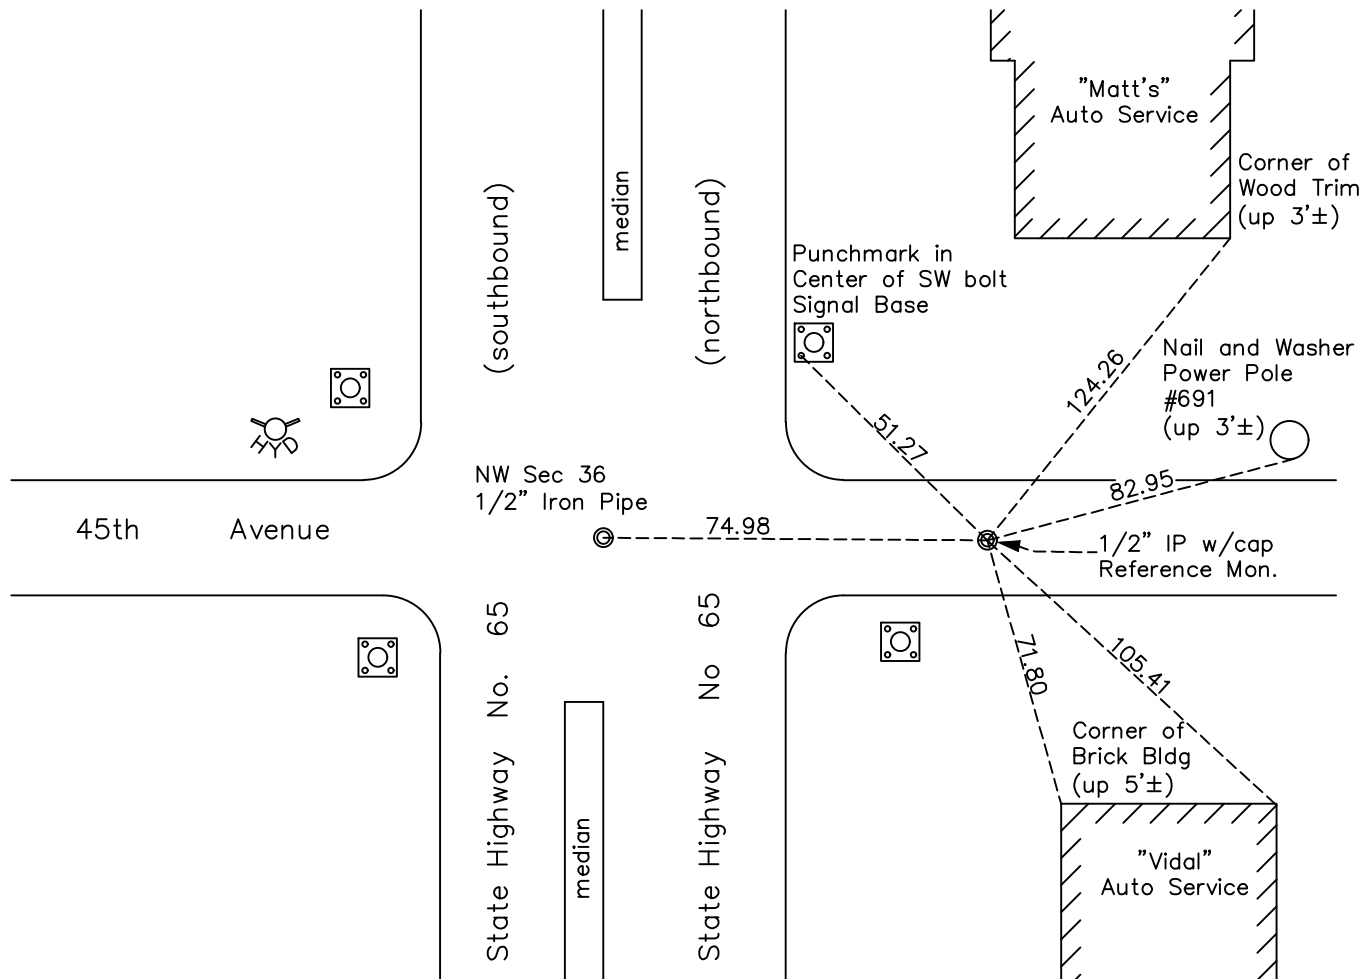 ”Matt's”
Auto Service
Corner of
Wood Trim
(up 3'±)
median
(southbound)
(northbound)
Punchmark in
Center of SW bolt
Signal Base
124.26
Nail and Washer
Power Pole
#691
(up 3'±)
HYD
51.27
NW Sec 36
1/2” Iron Pipe
82.95
45th Avenue
74.98
1/2” IP w/cap
Reference Mon.
State Highway No. 65
State Highway No 65
71.80
105.41
Corner of
Brick Bldg
(up 5'±)
median
”Vidal”
Auto Service